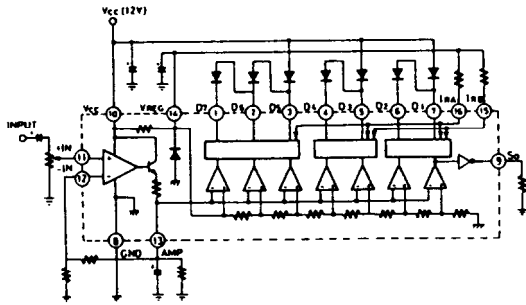 Vcc (12V)
Vcc VREG D7 D6 D5 D4 D3 D2 D1 IRA IRB
10 14 1 2 3 4 5 6 7 16 15
INPUT
+IN 11
-IN 12
9 So
8 13
GND AMP